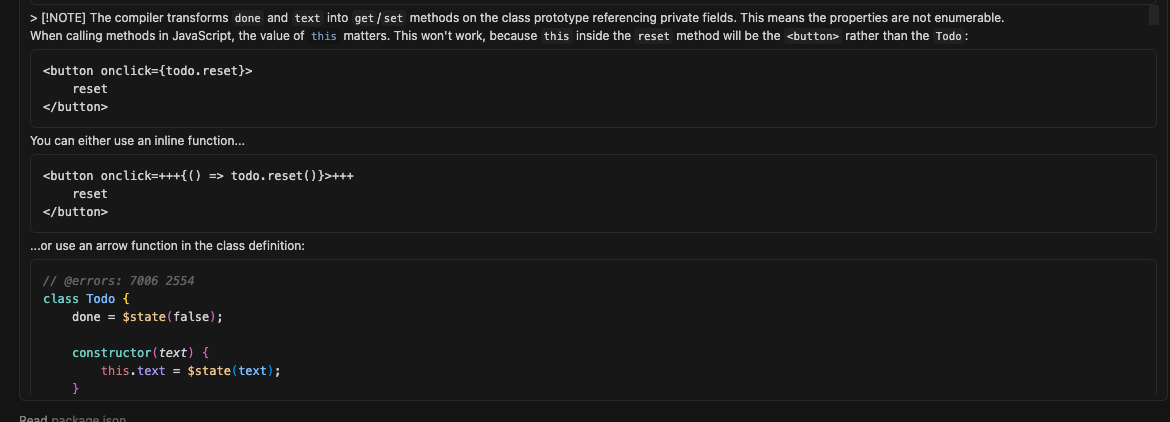 > [!NOTE] The compiler transforms done and text into get/set methods on the class prototype referencing private fields. This means the properties are not enumerable.
When calling methods in JavaScript, the value of this matters. This won't work, because this inside the reset method will be the <button> rather than the Todo:
<button onclick={todo.reset}>
    reset
</button>
You can either use an inline function...
<button onclick=+++{() => todo.reset()}>+++
    reset
</button>
...or use an arrow function in the class definition:
// @errors: 7006 2554
class Todo {
    done = $state(false);
    constructor(text) {
        this.text = $state(text);
    }
Read package.json